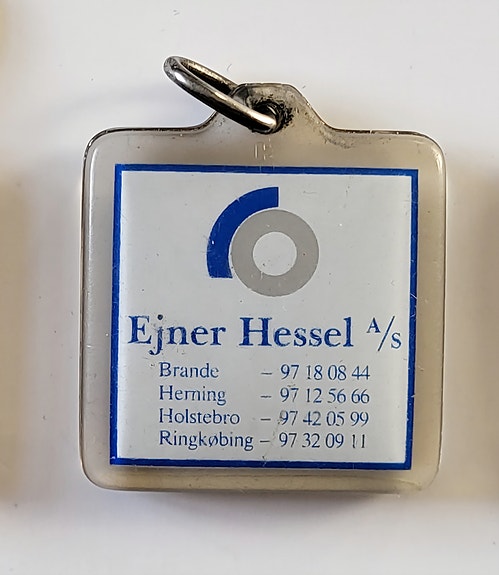 Ejner Hessel A/s
Brande – 97 18 08 44
Herning – 97 12 56 66
Holstebro – 97 42 05 99
Ringkøbing – 97 32 09 11